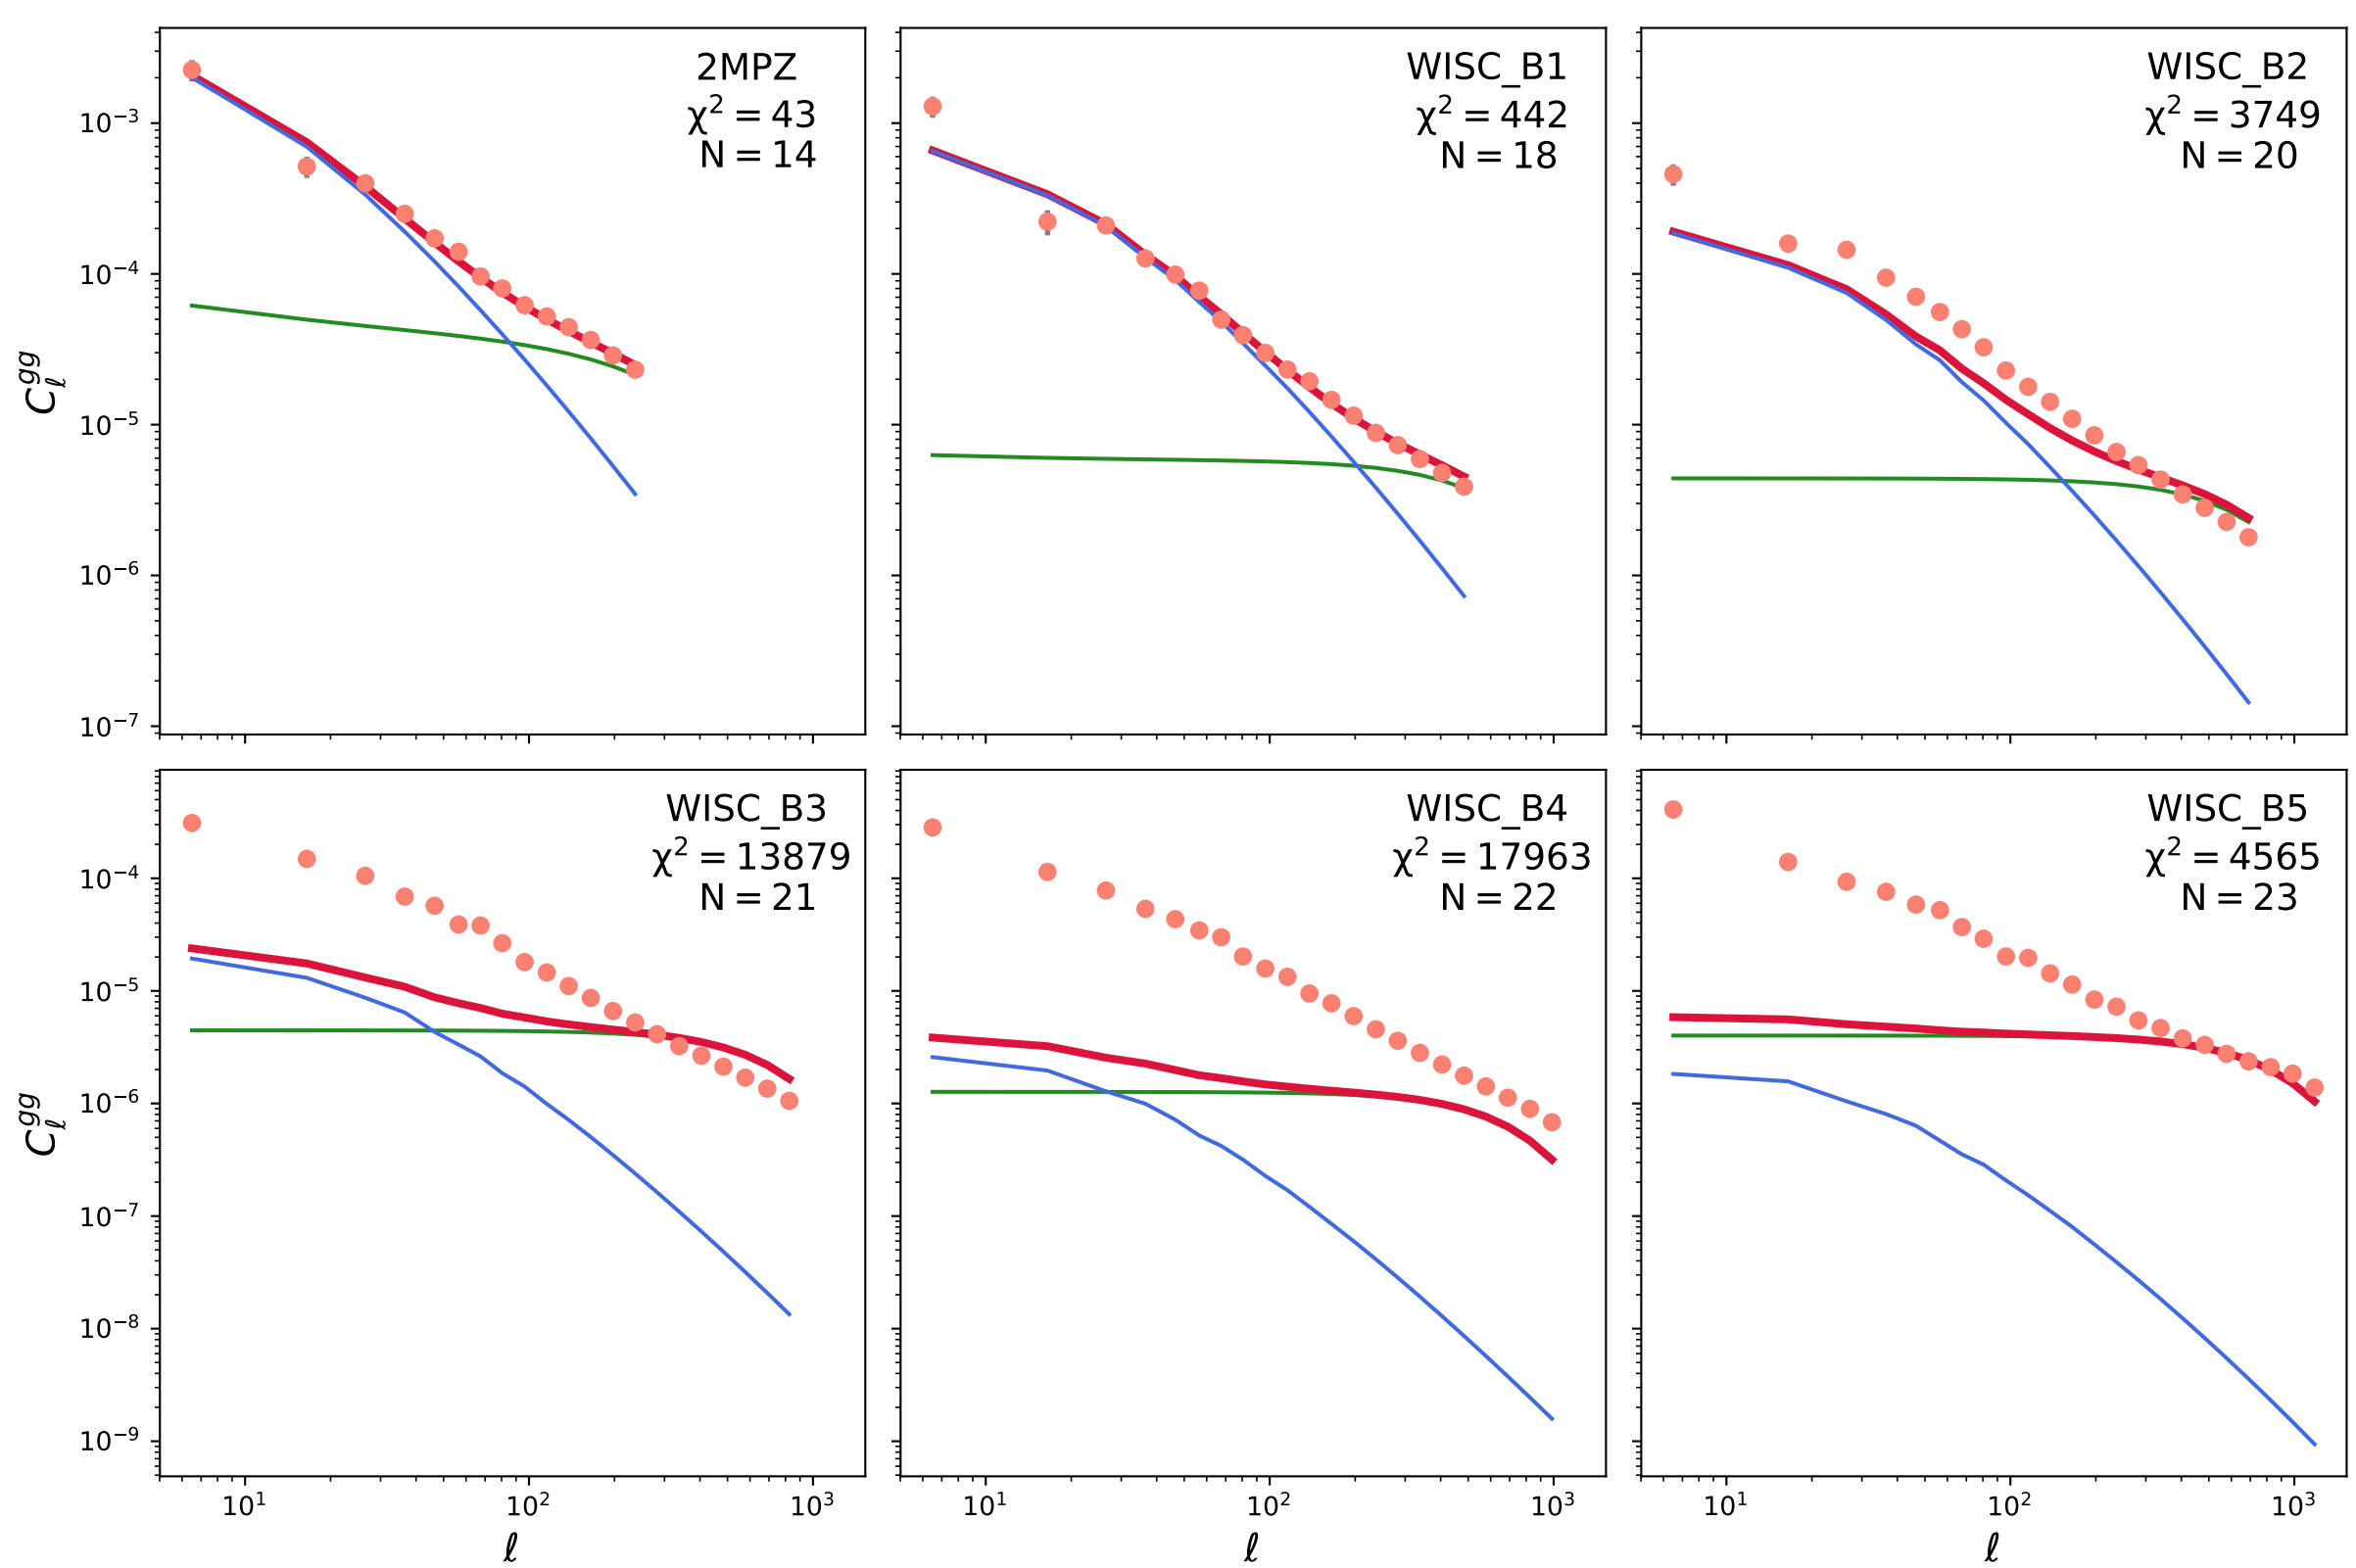 2MPZ
χ² = 43
N = 14
WISC_B1
χ² = 442
N = 18
WISC_B2
χ² = 3749
N = 20
10⁻³
10⁻⁴
10⁻⁵
10⁻⁶
10⁻⁷
C_ℓ^{gg}
WISC_B3
χ² = 13879
N = 21
WISC_B4
χ² = 17963
N = 22
WISC_B5
χ² = 4565
N = 23
10⁻⁴
10⁻⁵
10⁻⁶
10⁻⁷
10⁻⁸
10⁻⁹
C_ℓ^{gg}
10¹ 10² 10³
10¹ 10² 10³
10¹ 10² 10³
ℓ ℓ ℓ